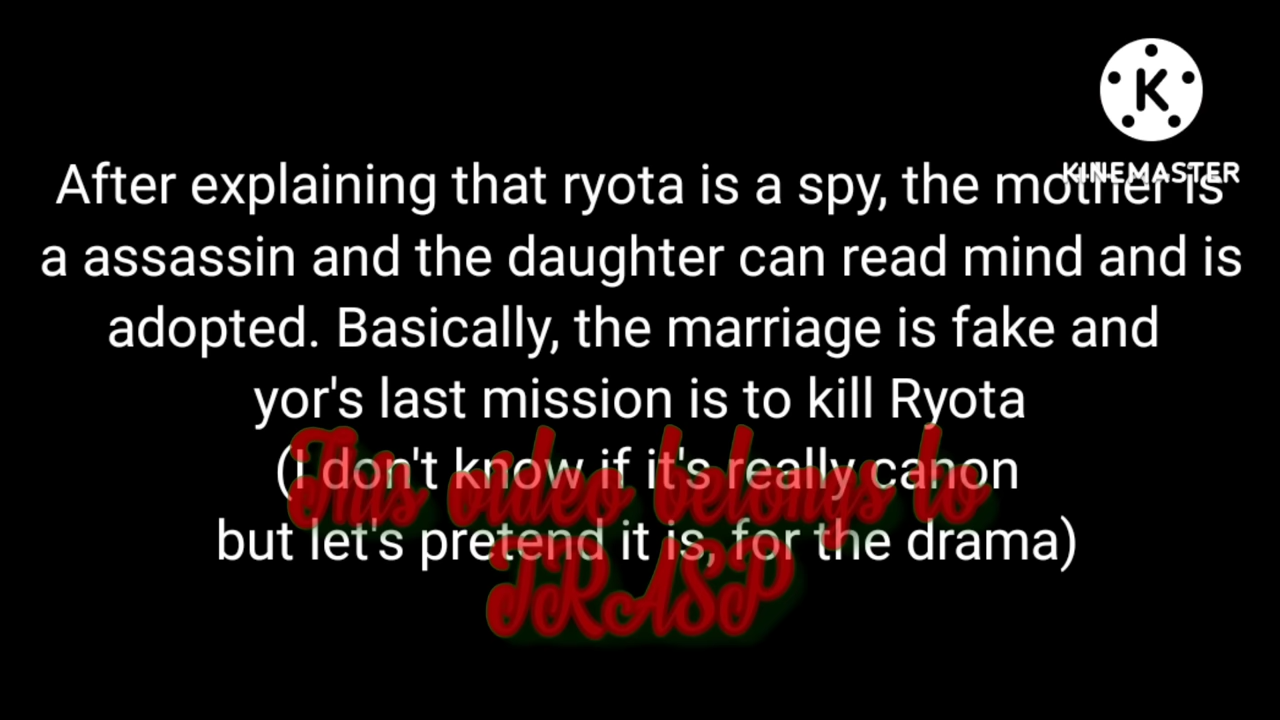 KINEMASTER
After explaining that ryota is a spy, the mother is
a assassin and the daughter can read mind and is
adopted. Basically, the marriage is fake and
yor's last mission is to kill Ryota
(I don't know if it's really canon
but let's pretend it is, for the drama)
This video belongs to
TRASP